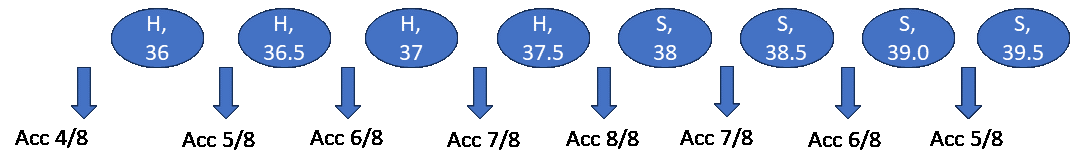 H,
36
H,
36.5
H,
37
H,
37.5
S,
38
S,
38.5
S,
39.0
S,
39.5
Acc 4/8
Acc 5/8
Acc 6/8
Acc 7/8
Acc 8/8
Acc 7/8
Acc 6/8
Acc 5/8